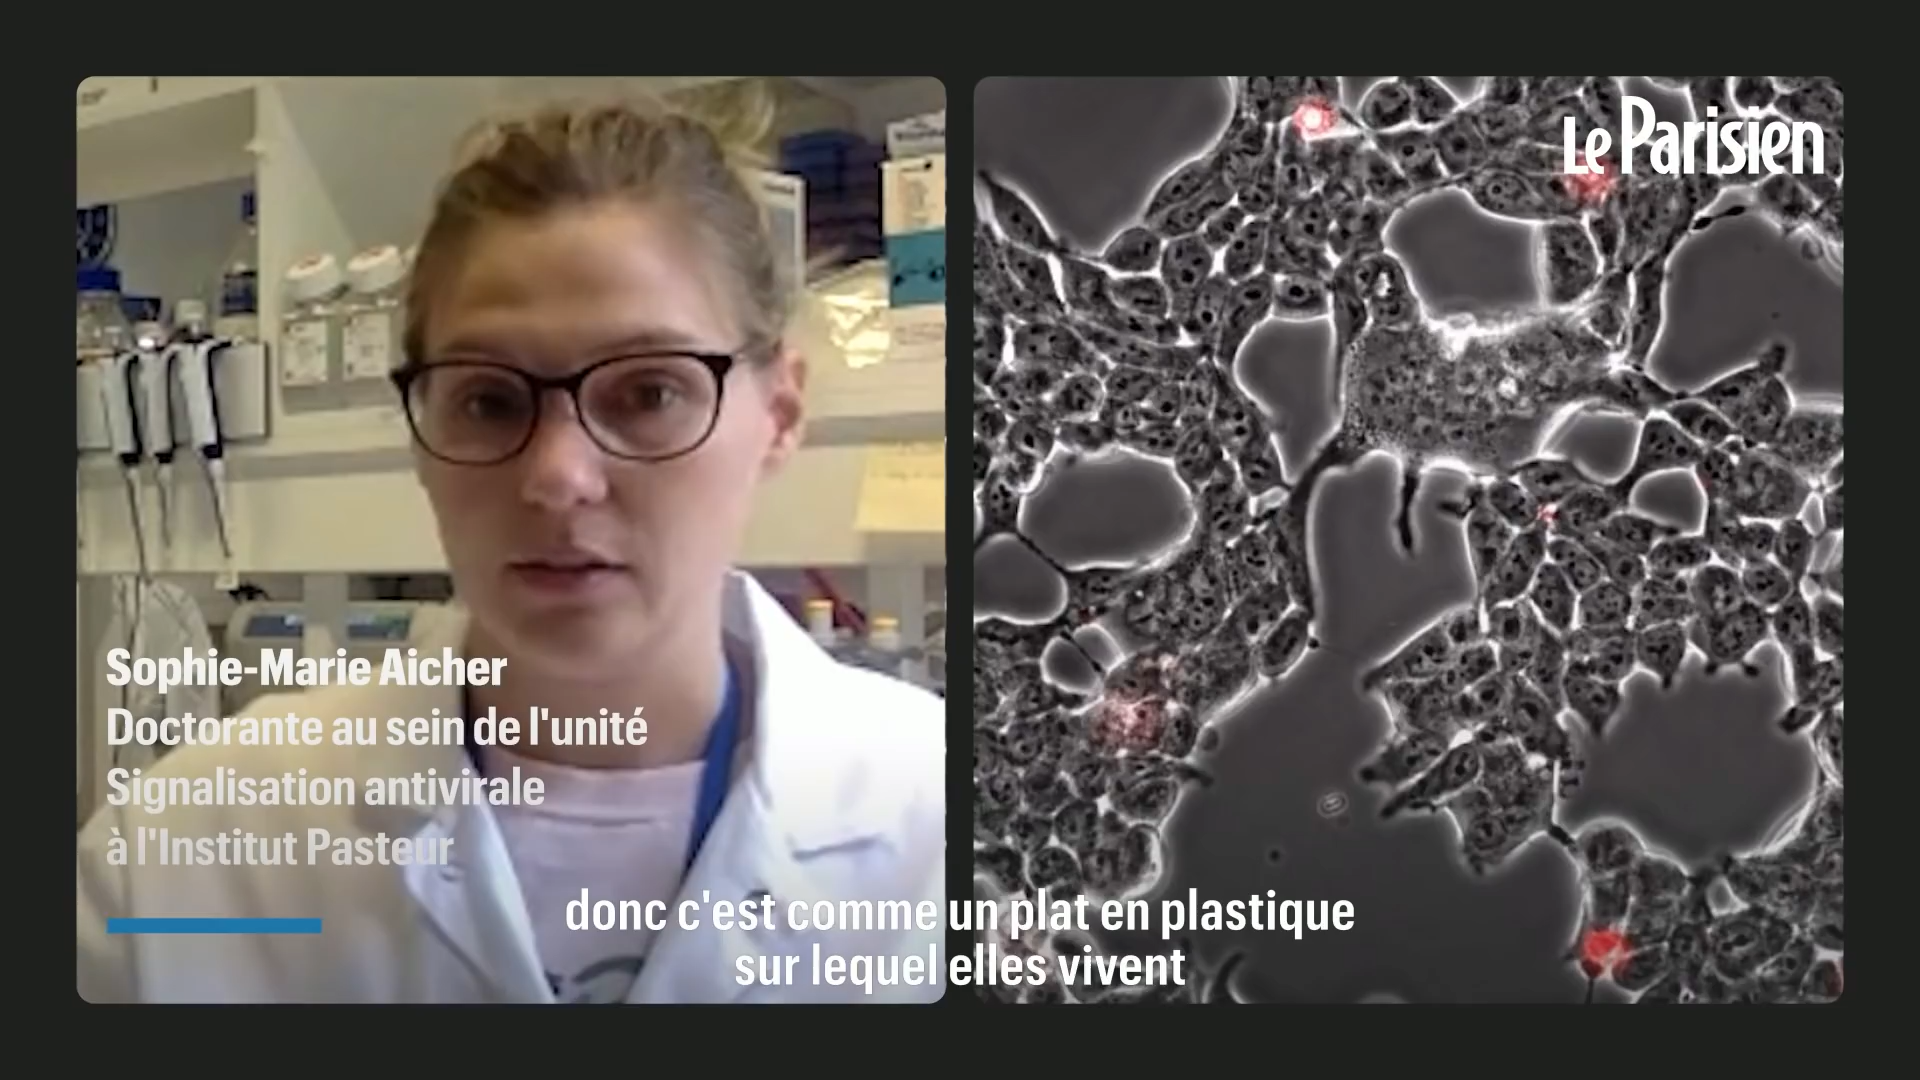 Le Parisien
Sophie-Marie Aicher
Doctorante au sein de l'unité
Signalisation antivirale
à l'Institut Pasteur
donc c'est comme un plat en plastique
sur lequel elles vivent